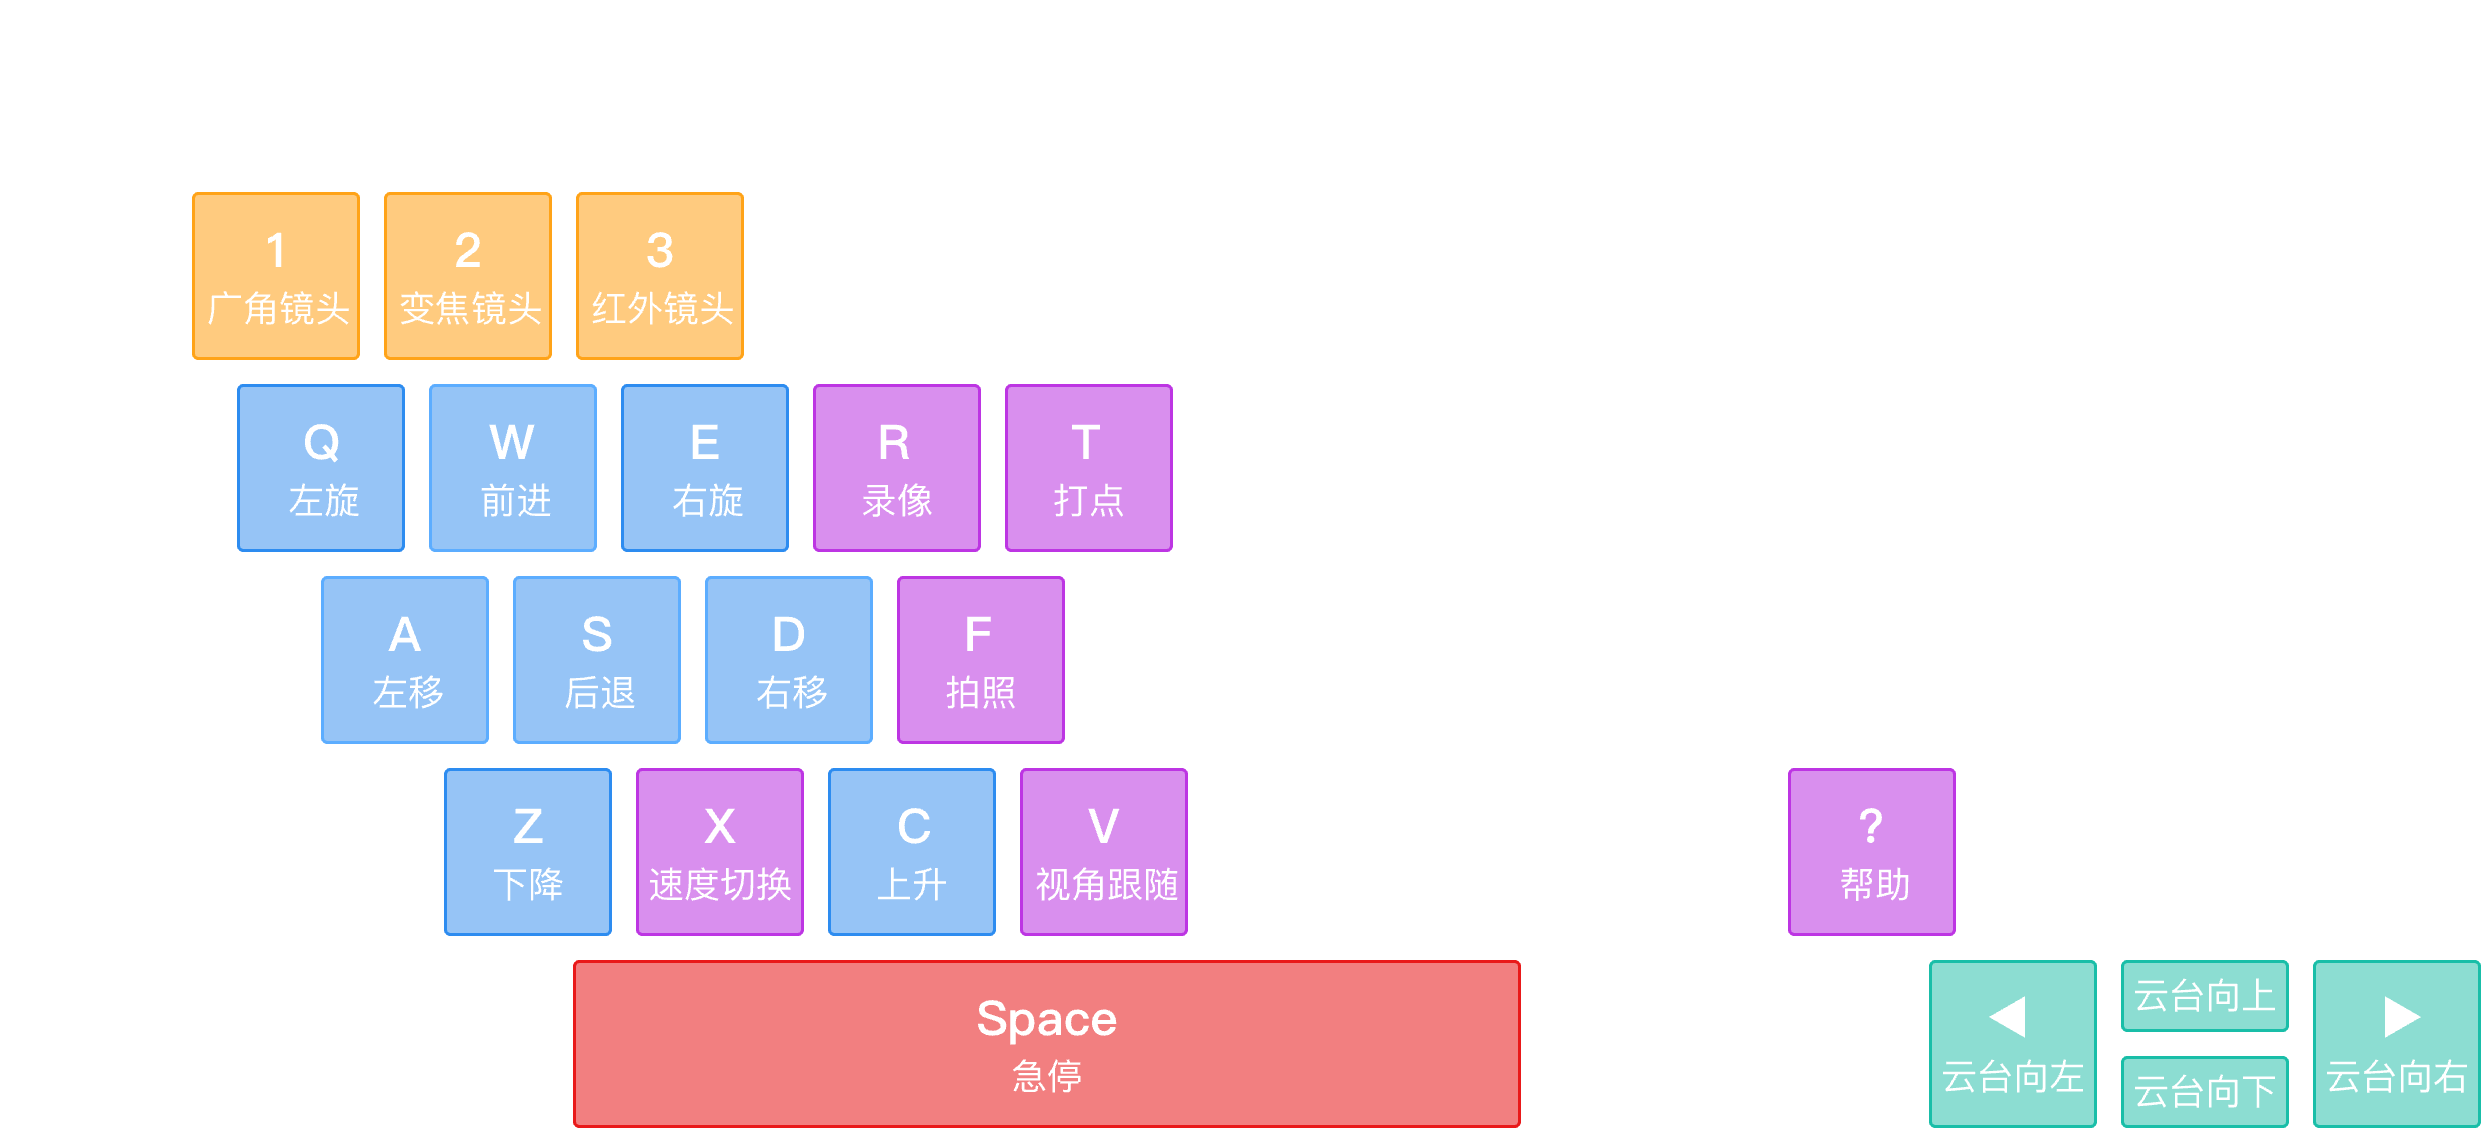 1
广角镜头
2
变焦镜头
3
红外镜头
Q
左旋
W
前进
E
右旋
R
录像
T
打点
A
左移
S
后退
D
右移
F
拍照
Z
下降
X
速度切换
C
上升
V
视角跟随
?
帮助
Space
急停
云台向左
云台向上
云台向下
云台向右